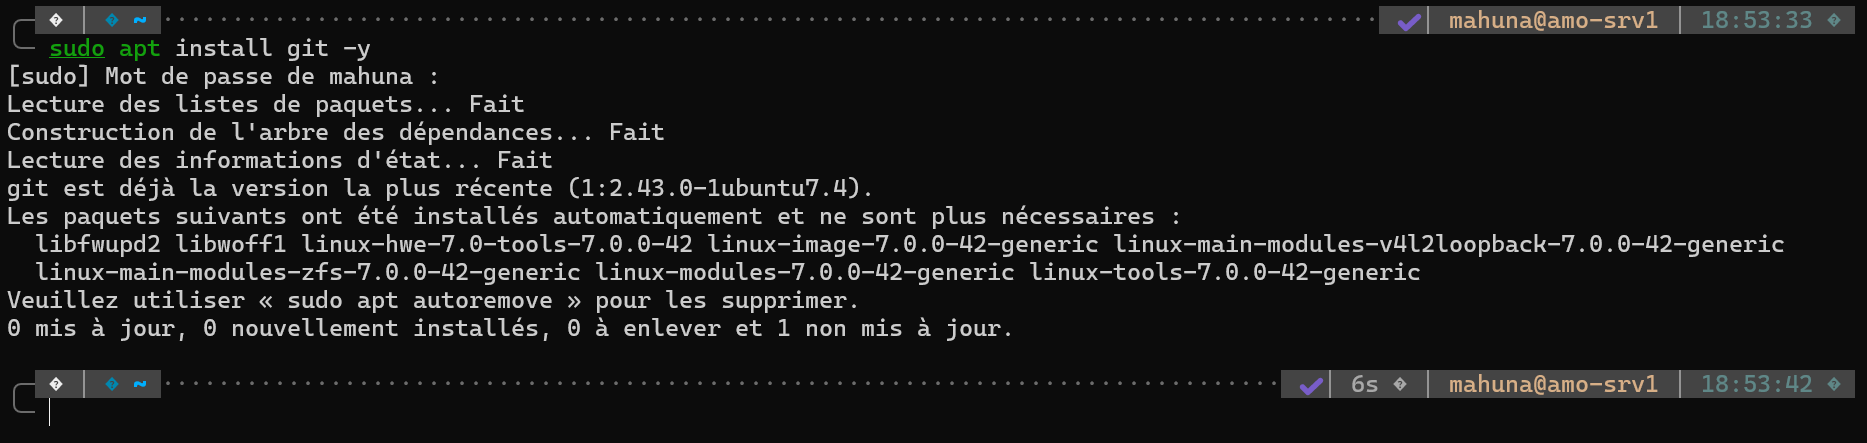 � | � ~ ✓ | mahuna@amo-srv1 | 18:53:33 �
sudo apt install git -y
[sudo] Mot de passe de mahuna :
Lecture des listes de paquets... Fait
Construction de l'arbre des dépendances... Fait
Lecture des informations d'état... Fait
git est déjà la version la plus récente (1:2.43.0-1ubuntu7.4).
Les paquets suivants ont été installés automatiquement et ne sont plus nécessaires :
  libfwupd2 libwoff1 linux-hwe-7.0-tools-7.0.0-42 linux-image-7.0.0-42-generic linux-main-modules-v4l2loopback-7.0.0-42-generic
  linux-main-modules-zfs-7.0.0-42-generic linux-modules-7.0.0-42-generic linux-tools-7.0.0-42-generic
Veuillez utiliser « sudo apt autoremove » pour les supprimer.
0 mis à jour, 0 nouvellement installés, 0 à enlever et 1 non mis à jour.
� | � ~ ✓ | 6s � | mahuna@amo-srv1 | 18:53:42 �